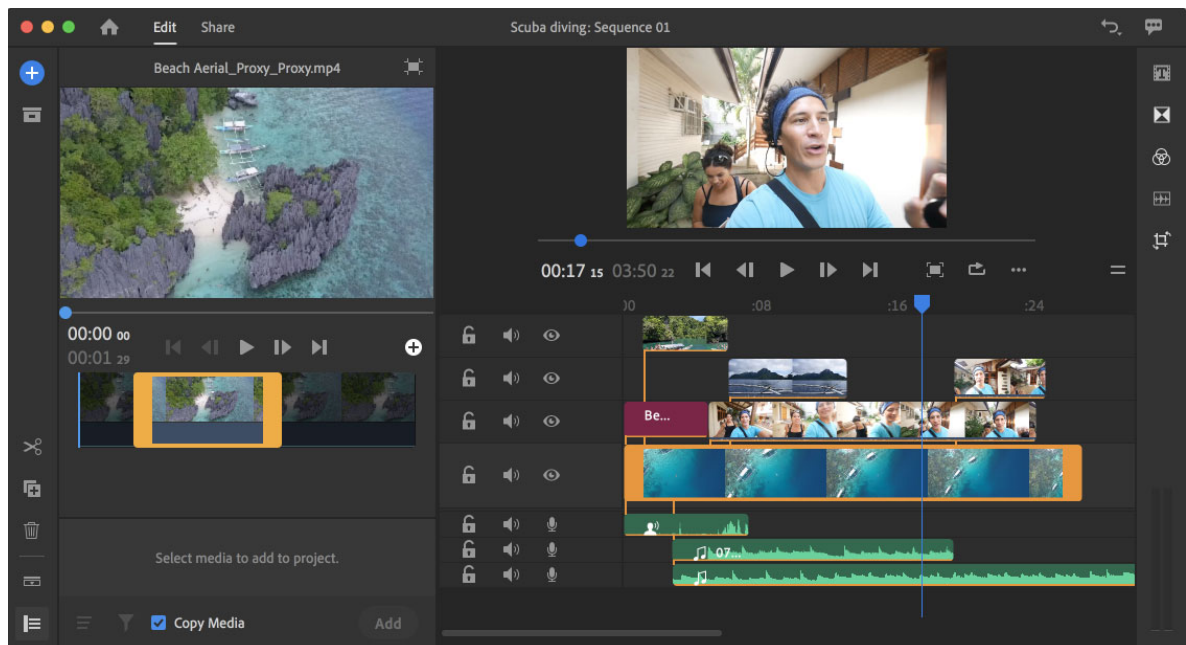 Edit Share Scuba diving: Sequence 01
Beach Aerial_Proxy_Proxy.mp4
00:17 15 03:50 22
:08 :16 :24
00:00 00
00:01 29
Be...
07...
Select media to add to project.
Copy Media Add